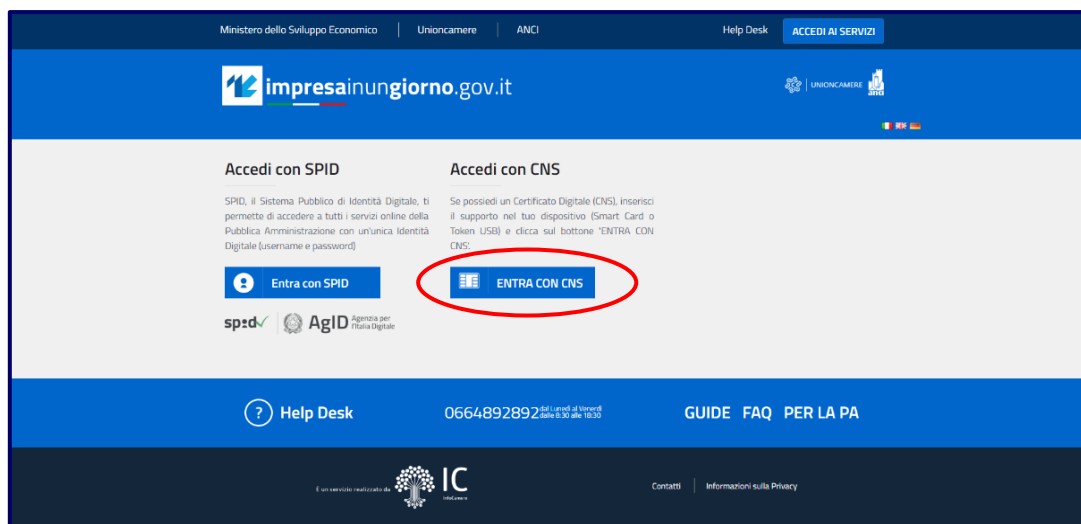 Ministero dello Sviluppo Economico
Unioncamere
ANCI
Help Desk
ACCEDI AI SERVIZI
impresainungiorno.gov.it
UNIONCAMERE
anci
Accedi con SPID
SPID, il Sistema Pubblico di Identità Digitale, ti
permette di accedere a tutti i servizi online della
Pubblica Amministrazione con un'unica Identità
Digitale (username e password)
Entra con SPID
spid
AgID Agenzia per
l'Italia Digitale
Accedi con CNS
Se possiedi un Certificato Digitale (CNS), inserisci
il supporto nel tuo dispositivo (Smart Card o
Token USB) e clicca sul bottone 'ENTRA CON
CNS'.
ENTRA CON CNS
? Help Desk
0664892892 dal Lunedì al Venerdì
dalle 8:30 alle 18:30
GUIDE FAQ PER LA PA
È un servizio realizzato da
IC
InfoCamere
Contatti
Informazioni sulla Privacy